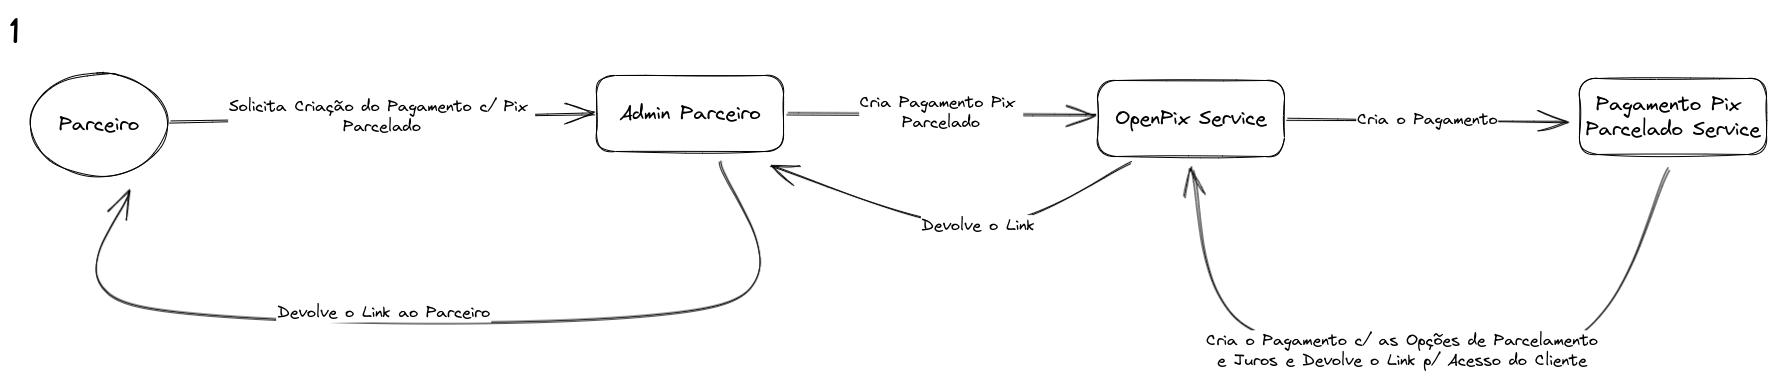 1
Parceiro
Solicita Criação do Pagamento c/ Pix
Parcelado
Admin Parceiro
Cria Pagamento Pix
Parcelado
OpenPix Service
Cria o Pagamento
Pagamento Pix
Parcelado Service
Devolve o Link
Devolve o Link ao Parceiro
Cria o Pagamento c/ as Opções de Parcelamento
e Juros e Devolve o Link p/ Acesso do Cliente